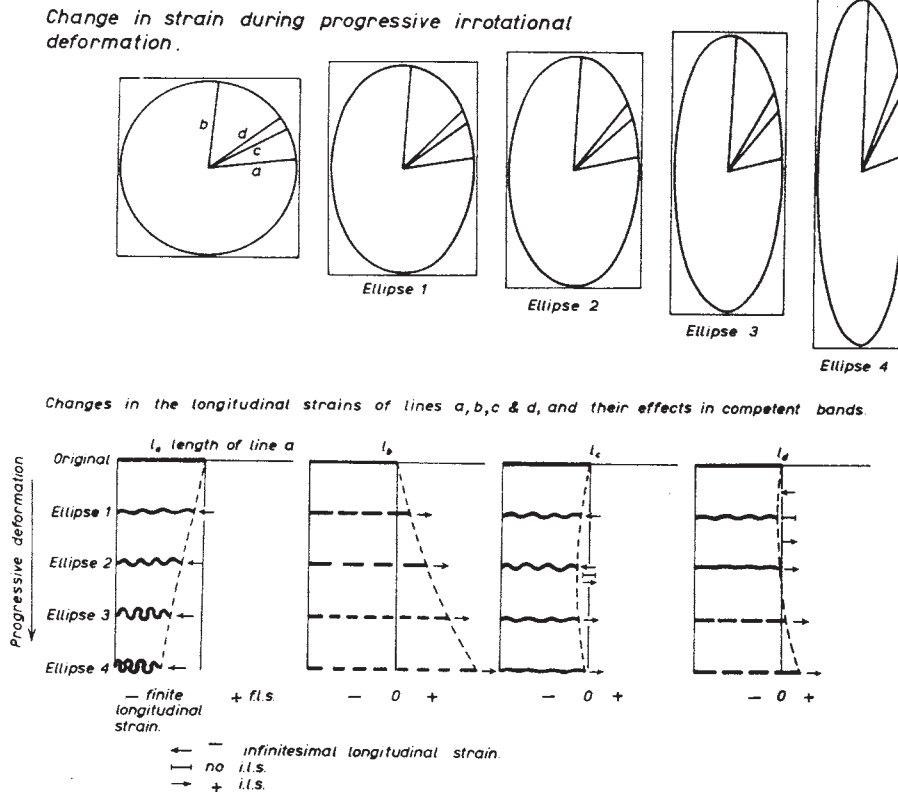 Change in strain during progressive irrotational
deformation.
b
d
c
a
Ellipse 1
Ellipse 2
Ellipse 3
Ellipse 4
Changes in the longitudinal strains of lines a, b, c & d, and their effects in competent bands.
lₐ length of line a
l_b
l_c
l_d
Progressive deformation
Original
Ellipse 1
Ellipse 2
Ellipse 3
Ellipse 4
− finite longitudinal strain.
+ f.l.s.
− 0 +
− 0 +
− 0 +
← − infinitesimal longitudinal strain.
no i.l.s.
→ + i.l.s.